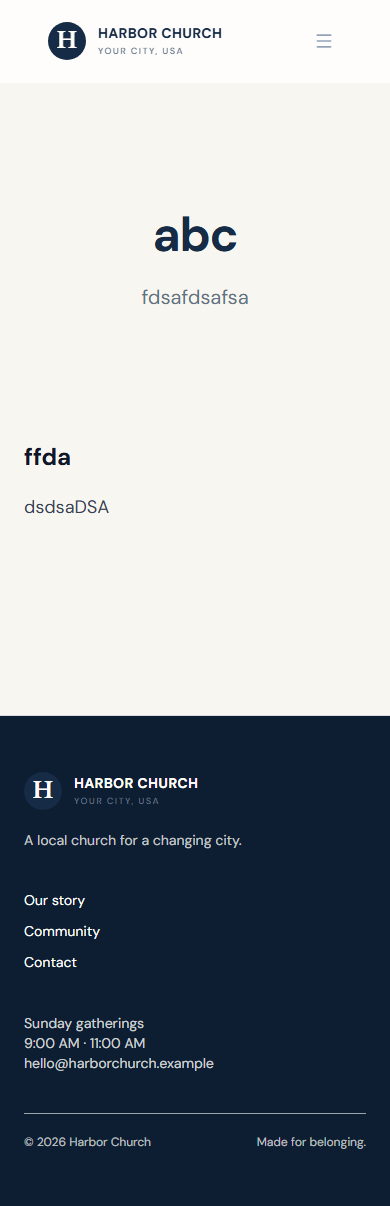 H
HARBOR CHURCH
YOUR CITY, USA
abc
fdsafdsafsa
ffda
dsdsaDSA
H
HARBOR CHURCH
YOUR CITY, USA
A local church for a changing city.
Our story
Community
Contact
Sunday gatherings
9:00 AM · 11:00 AM
hello@harborchurch.example
© 2026 Harbor Church
Made for belonging.